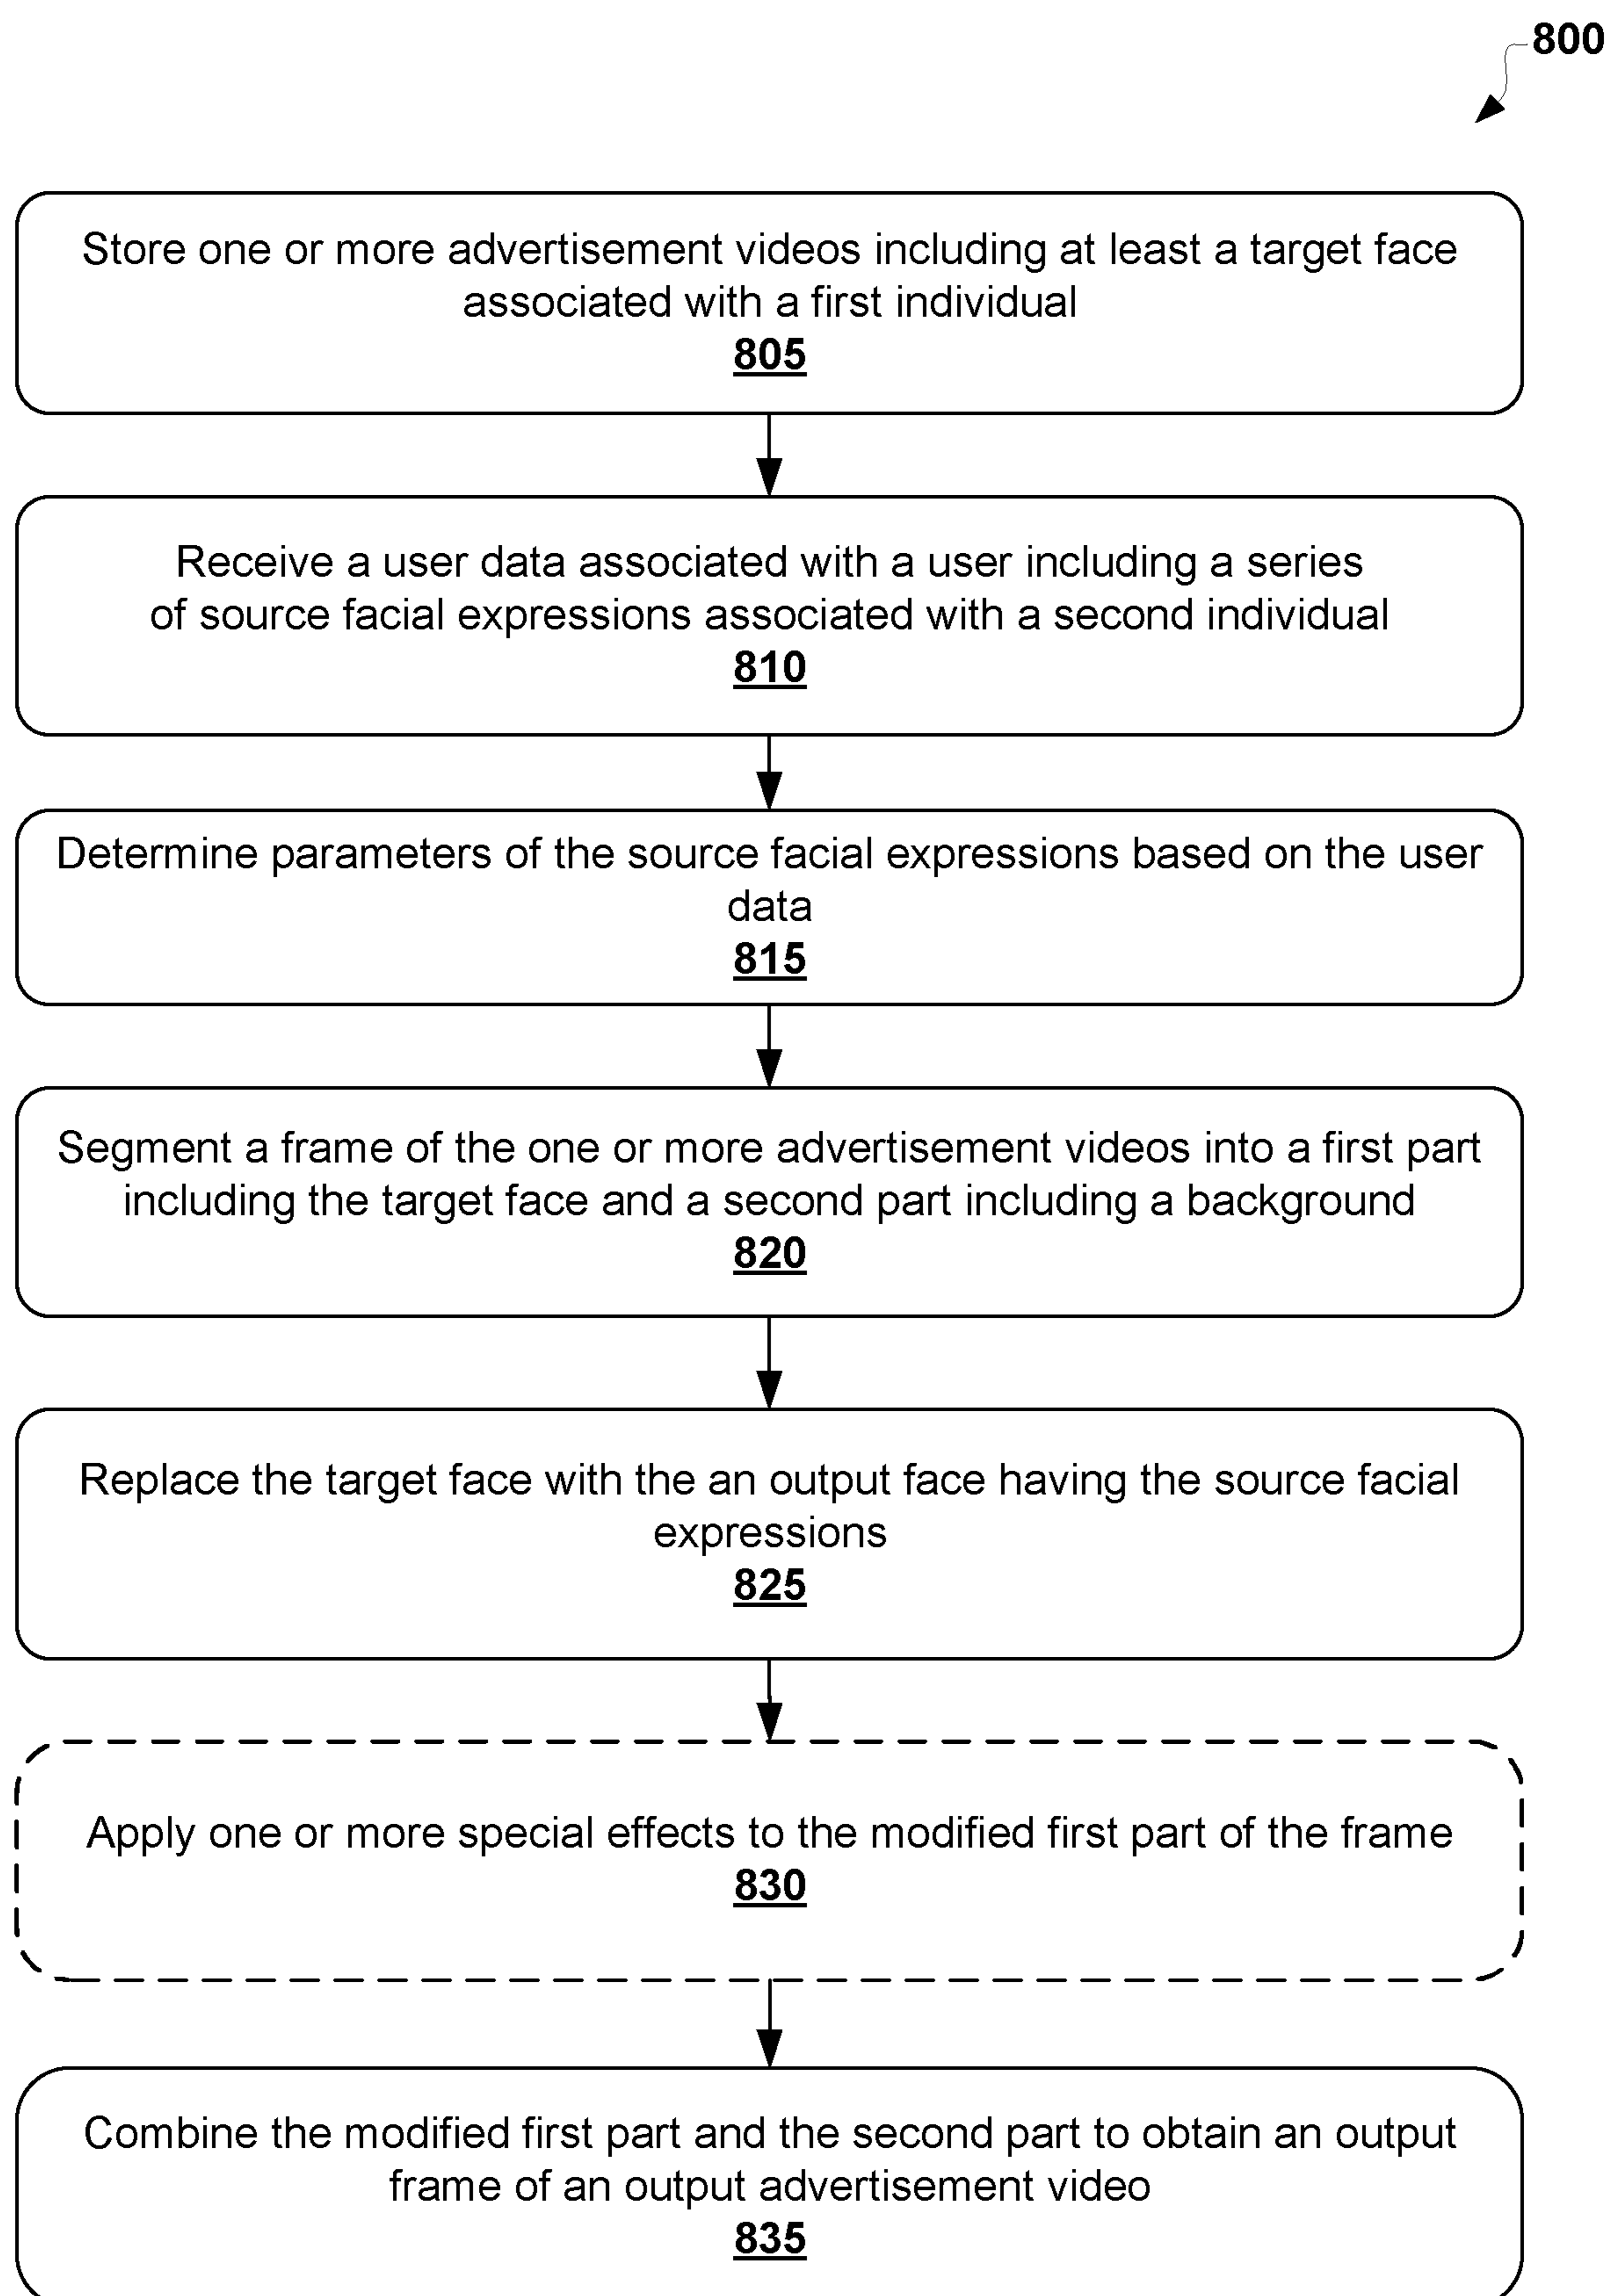 800
Store one or more advertisement videos including at least a target face
associated with a first individual
805
Receive a user data associated with a user including a series
of source facial expressions associated with a second individual
810
Determine parameters of the source facial expressions based on the user
data
815
Segment a frame of the one or more advertisement videos into a first part
including the target face and a second part including a background
820
Replace the target face with the an output face having the source facial
expressions
825
Apply one or more special effects to the modified first part of the frame
830
Combine the modified first part and the second part to obtain an output
frame of an output advertisement video
835